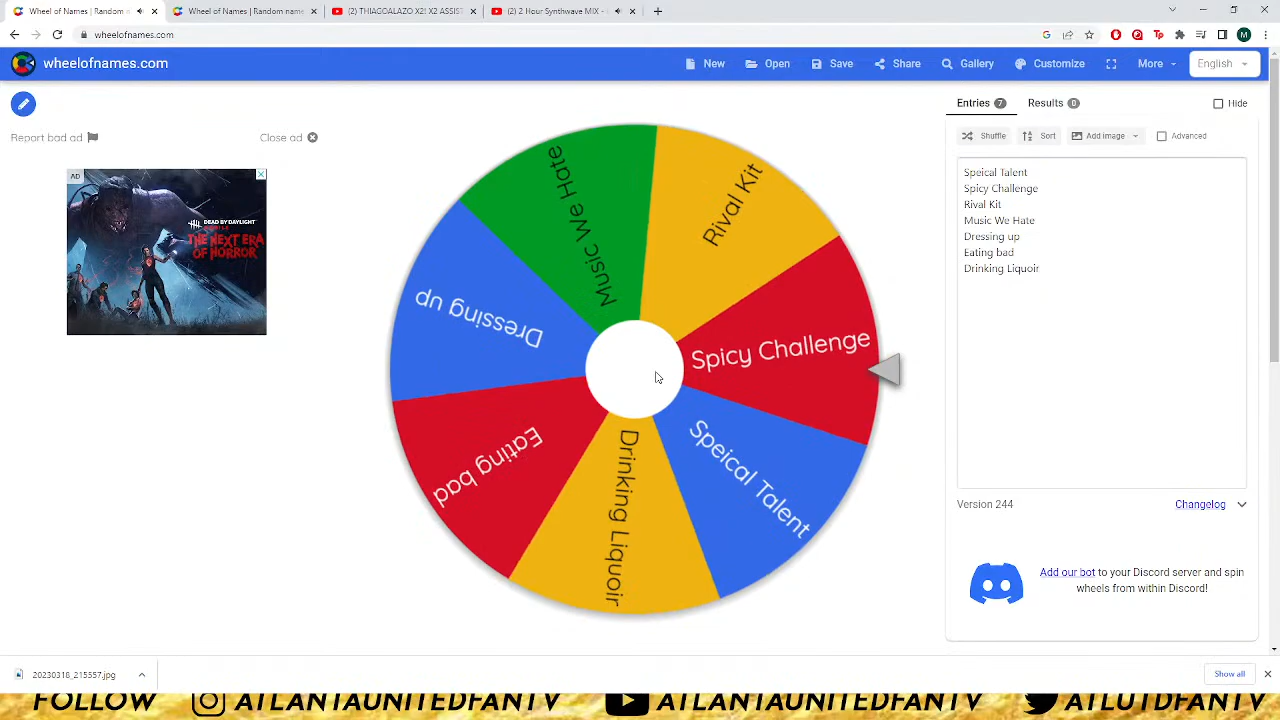 Wheel of Names | Random n
Wheel of Names | Random name
(2) THIAGOALAZO X2! X2 ASSIST
(2) 2 Hour Synthwave MIX -
wheelofnames.com
M
wheelofnames.com
New
Open
Save
Share
Gallery
Customize
More
English
Report bad ad
Close ad
AD
DEAD BY DAYLIGHT
MOBILE
THE NEXT ERA
OF HORROR
Music We Hate
Rival Kit
Spicy Challenge
Speical Talent
Drinking Liquoir
Eating bad
Dressing up
Entries 7
Results 0
Hide
Shuffle
Sort
Add image
Advanced
Speical Talent
Spicy Challenge
Rival Kit
Music We Hate
Dressing up
Eating bad
Drinking Liquoir
Version 244
Changelog
Add our bot to your Discord server and spin
wheels from within Discord!
20230318_215557.jpg
Show all
FOLLOW ATLANTAUNITEDFANTV ATLUTDFANTV